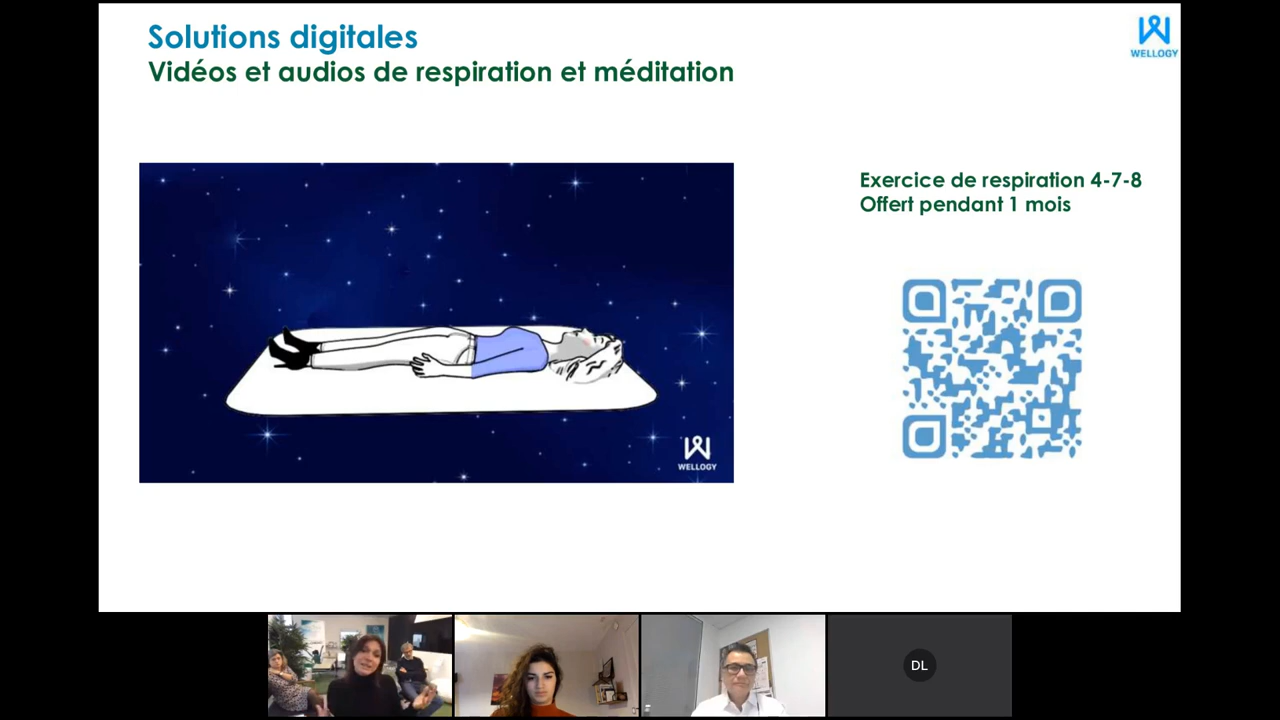 Solutions digitales
Vidéos et audios de respiration et méditation
WELLOGY
Exercice de respiration 4-7-8
Offert pendant 1 mois
WELLOGY
DL